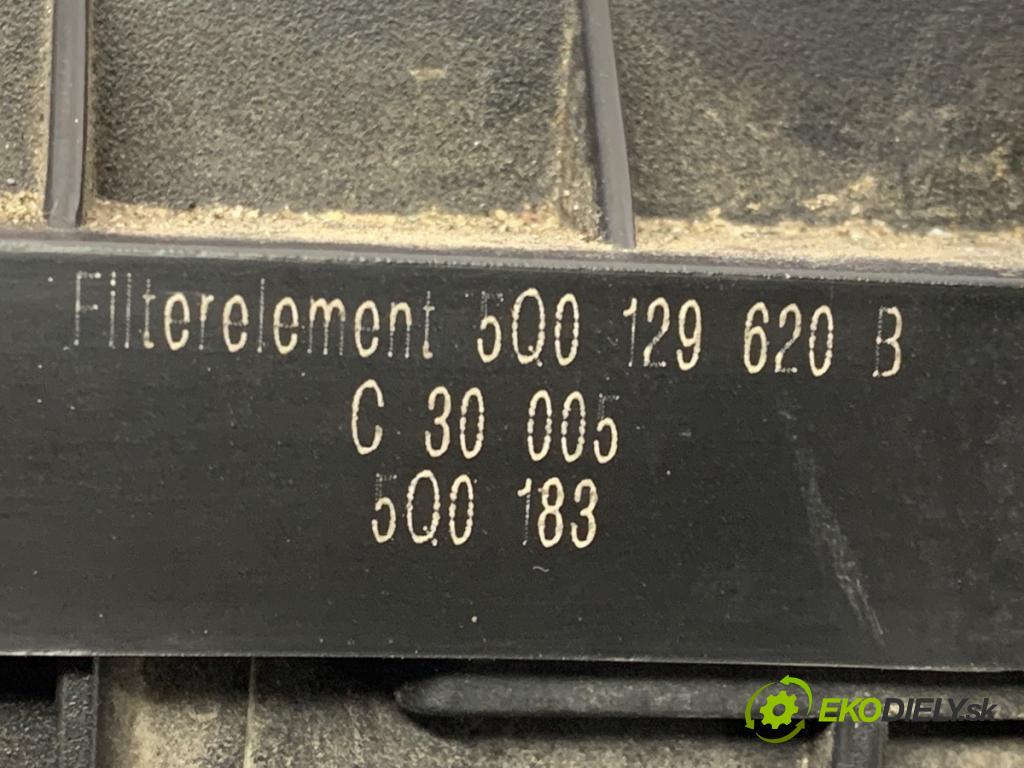 Filterelement 5Q0 129 620 B
C 30 005
5Q0 183
EKODIELY.sk